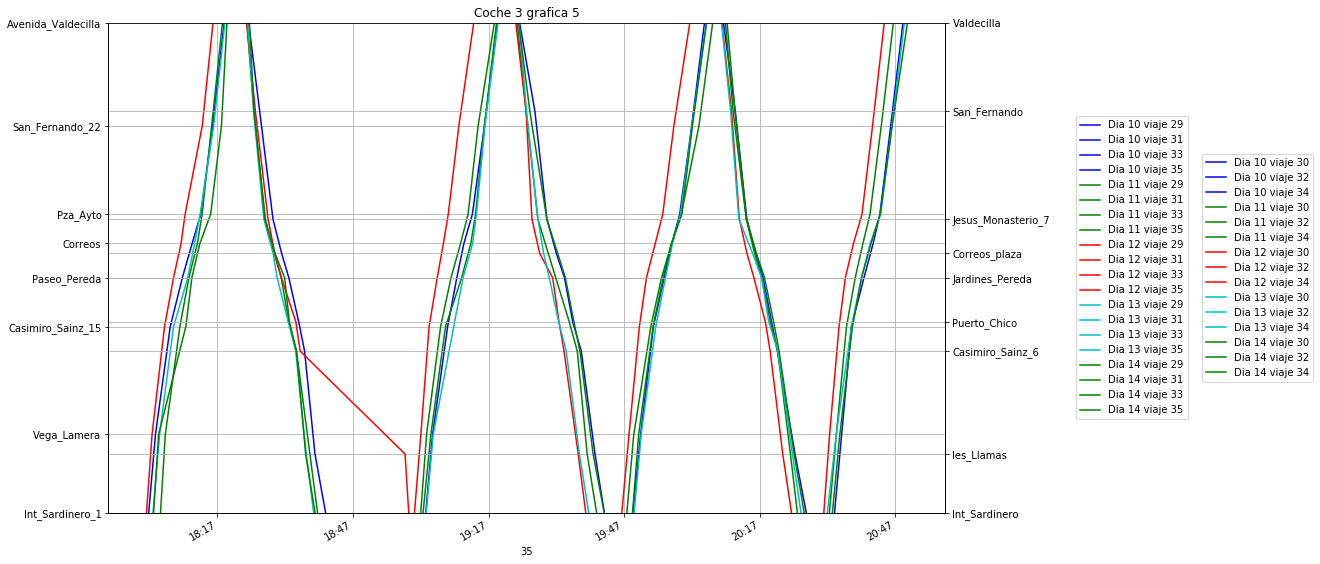 Coche 3 grafica 5
Avenida_Valdecilla
San_Fernando_22
Pza_Ayto
Correos
Paseo_Pereda
Casimiro_Sainz_15
Vega_Lamera
Int_Sardinero_1
Valdecilla
San_Fernando
Jesus_Monasterio_7
Correos_plaza
Jardines_Pereda
Puerto_Chico
Casimiro_Sainz_6
Ies_Llamas
Int_Sardinero
18:17
18:47
19:17
19:47
20:17
20:47
35
Dia 10 viaje 29
Dia 10 viaje 31
Dia 10 viaje 33
Dia 10 viaje 35
Dia 11 viaje 29
Dia 11 viaje 31
Dia 11 viaje 33
Dia 11 viaje 35
Dia 12 viaje 29
Dia 12 viaje 31
Dia 12 viaje 33
Dia 12 viaje 35
Dia 13 viaje 29
Dia 13 viaje 31
Dia 13 viaje 33
Dia 13 viaje 35
Dia 14 viaje 29
Dia 14 viaje 31
Dia 14 viaje 33
Dia 14 viaje 35
Dia 10 viaje 30
Dia 10 viaje 32
Dia 10 viaje 34
Dia 11 viaje 30
Dia 11 viaje 32
Dia 11 viaje 34
Dia 12 viaje 30
Dia 12 viaje 32
Dia 12 viaje 34
Dia 13 viaje 30
Dia 13 viaje 32
Dia 13 viaje 34
Dia 14 viaje 30
Dia 14 viaje 32
Dia 14 viaje 34